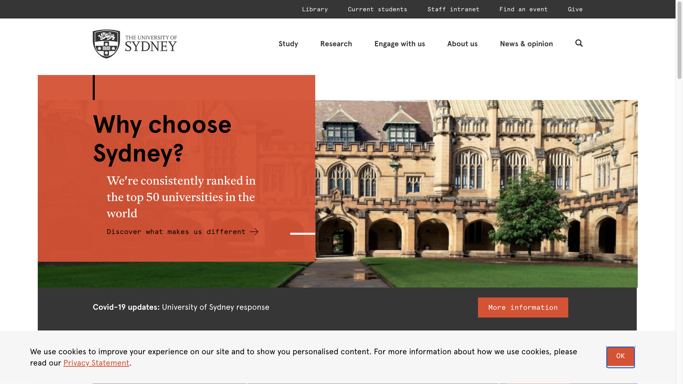 Library Current students Staff intranet Find an event Give
THE UNIVERSITY OF
SYDNEY
Study Research Engage with us About us News & opinion
Why choose
Sydney?
We're consistently ranked in
the top 50 universities in the
world
Discover what makes us different
Covid-19 updates: University of Sydney response
More information
We use cookies to improve your experience on our site and to show you personalised content. For more information about how we use cookies, please
read our Privacy Statement.
OK